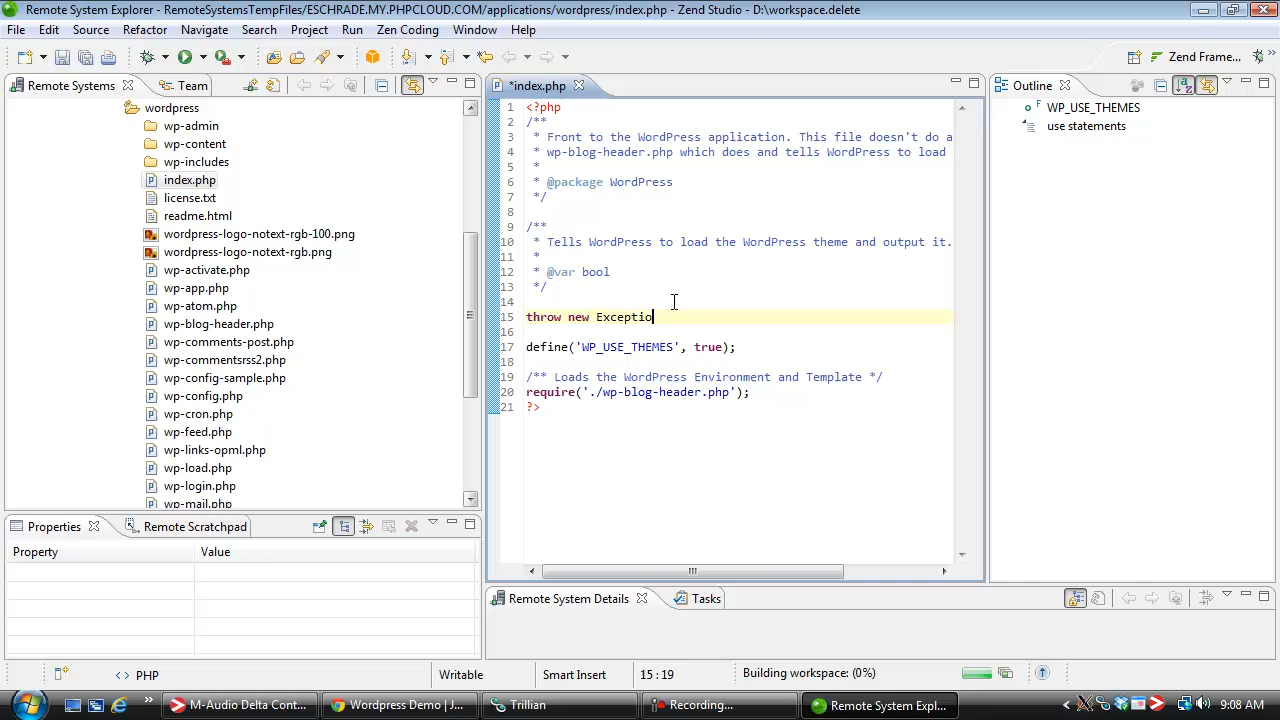 Remote System Explorer - RemoteSystemsTempFiles/ESCHRADE.MY.PHPCLOUD.COM/applications/wordpress/index.php - Zend Studio - D:\workspace.delete
File Edit Source Refactor Navigate Search Project Run Zen Coding Window Help
Zend Frame... »
Remote Systems Team
wordpress
wp-admin
wp-content
wp-includes
index.php
license.txt
readme.html
wordpress-logo-notext-rgb-100.png
wordpress-logo-notext-rgb.png
wp-activate.php
wp-app.php
wp-atom.php
wp-blog-header.php
wp-comments-post.php
wp-commentsrss2.php
wp-config-sample.php
wp-config.php
wp-cron.php
wp-feed.php
wp-links-opml.php
wp-load.php
wp-login.php
wp-mail.php
Properties Remote Scratchpad
Property Value
*index.php
1 <?php
2 /**
3 * Front to the WordPress application. This file doesn't do a
4 * wp-blog-header.php which does and tells WordPress to load
5 *
6 * @package WordPress
7 */
8
9 /**
10 * Tells WordPress to load the WordPress theme and output it.
11 *
12 * @var bool
13 */
14
15 throw new Exceptio
16
17 define('WP_USE_THEMES', true);
18
19 /** Loads the WordPress Environment and Template */
20 require('./wp-blog-header.php');
21 ?>
Outline
WP_USE_THEMES
use statements
Remote System Details Tasks
<> PHP Writable Smart Insert 15 : 19 Building workspace: (0%)
» M-Audio Delta Cont... Wordpress Demo | J... Trillian Recording... Remote System Expl... 9:08 AM